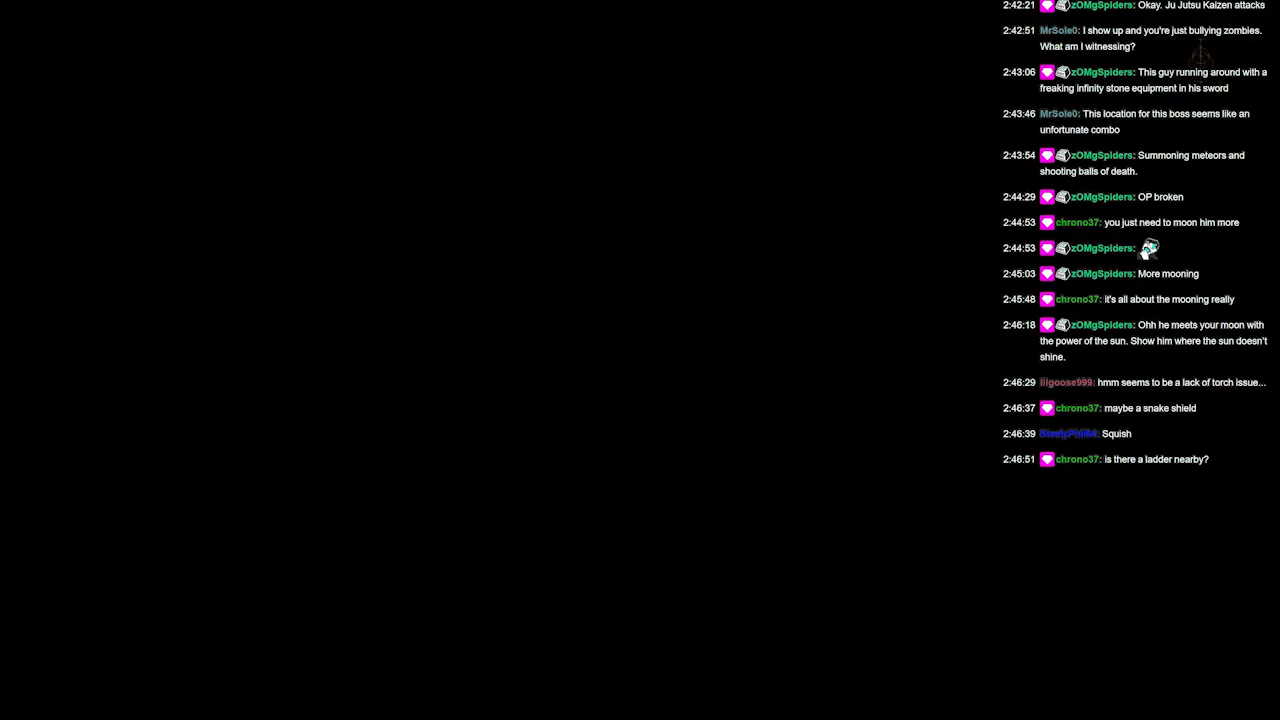 2:42:21 zOMgSpiders: Okay. Ju Jutsu Kaizen attacks
2:42:51 MrSole0: I show up and you're just bullying zombies.
What am I witnessing?
2:43:06 zOMgSpiders: This guy running around with a
freaking infinity stone equipment in his sword
2:43:46 MrSole0: This location for this boss seems like an
unfortunate combo
2:43:54 zOMgSpiders: Summoning meteors and
shooting balls of death.
2:44:29 zOMgSpiders: OP broken
2:44:53 chrono37: you just need to moon him more
2:44:53 zOMgSpiders:
2:45:03 zOMgSpiders: More mooning
2:45:48 chrono37: it's all about the mooning really
2:46:18 zOMgSpiders: Ohh he meets your moon with
the power of the sun. Show him where the sun doesn't
shine.
2:46:29 lilgoose999: hmm seems to be a lack of torch issue...
2:46:37 chrono37: maybe a snake shield
2:46:39 Squish
2:46:51 chrono37: is there a ladder nearby?